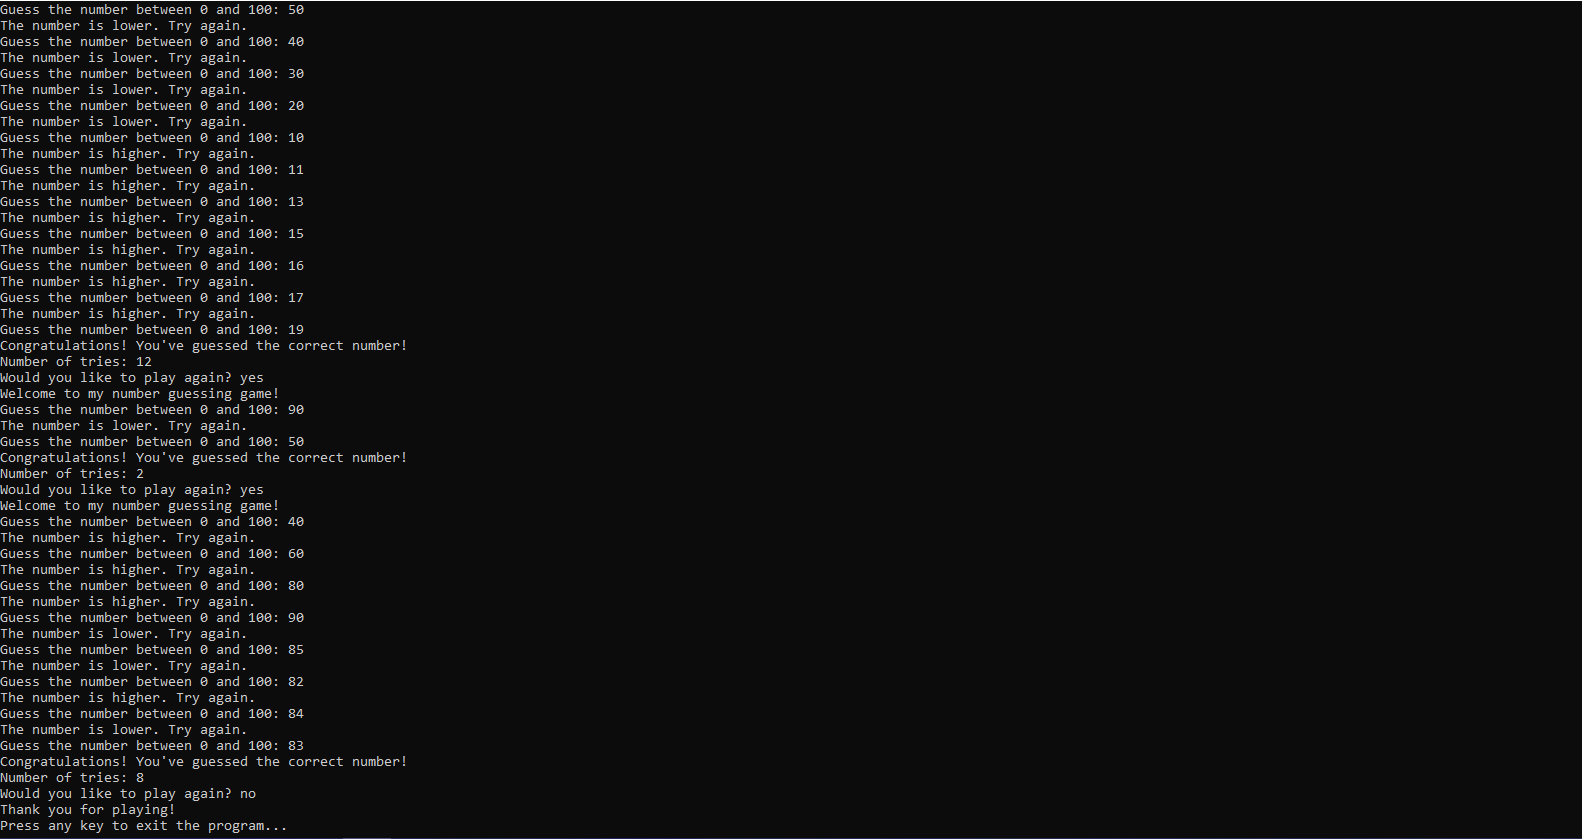 Guess the number between 0 and 100: 50
The number is lower. Try again.
Guess the number between 0 and 100: 40
The number is lower. Try again.
Guess the number between 0 and 100: 30
The number is lower. Try again.
Guess the number between 0 and 100: 20
The number is lower. Try again.
Guess the number between 0 and 100: 10
The number is higher. Try again.
Guess the number between 0 and 100: 11
The number is higher. Try again.
Guess the number between 0 and 100: 13
The number is higher. Try again.
Guess the number between 0 and 100: 15
The number is higher. Try again.
Guess the number between 0 and 100: 16
The number is higher. Try again.
Guess the number between 0 and 100: 17
The number is higher. Try again.
Guess the number between 0 and 100: 19
Congratulations! You've guessed the correct number!
Number of tries: 12
Would you like to play again? yes
Welcome to my number guessing game!
Guess the number between 0 and 100: 90
The number is lower. Try again.
Guess the number between 0 and 100: 50
Congratulations! You've guessed the correct number!
Number of tries: 2
Would you like to play again? yes
Welcome to my number guessing game!
Guess the number between 0 and 100: 40
The number is higher. Try again.
Guess the number between 0 and 100: 60
The number is higher. Try again.
Guess the number between 0 and 100: 80
The number is higher. Try again.
Guess the number between 0 and 100: 90
The number is lower. Try again.
Guess the number between 0 and 100: 85
The number is lower. Try again.
Guess the number between 0 and 100: 82
The number is higher. Try again.
Guess the number between 0 and 100: 84
The number is lower. Try again.
Guess the number between 0 and 100: 83
Congratulations! You've guessed the correct number!
Number of tries: 8
Would you like to play again? no
Thank you for playing!
Press any key to exit the program...